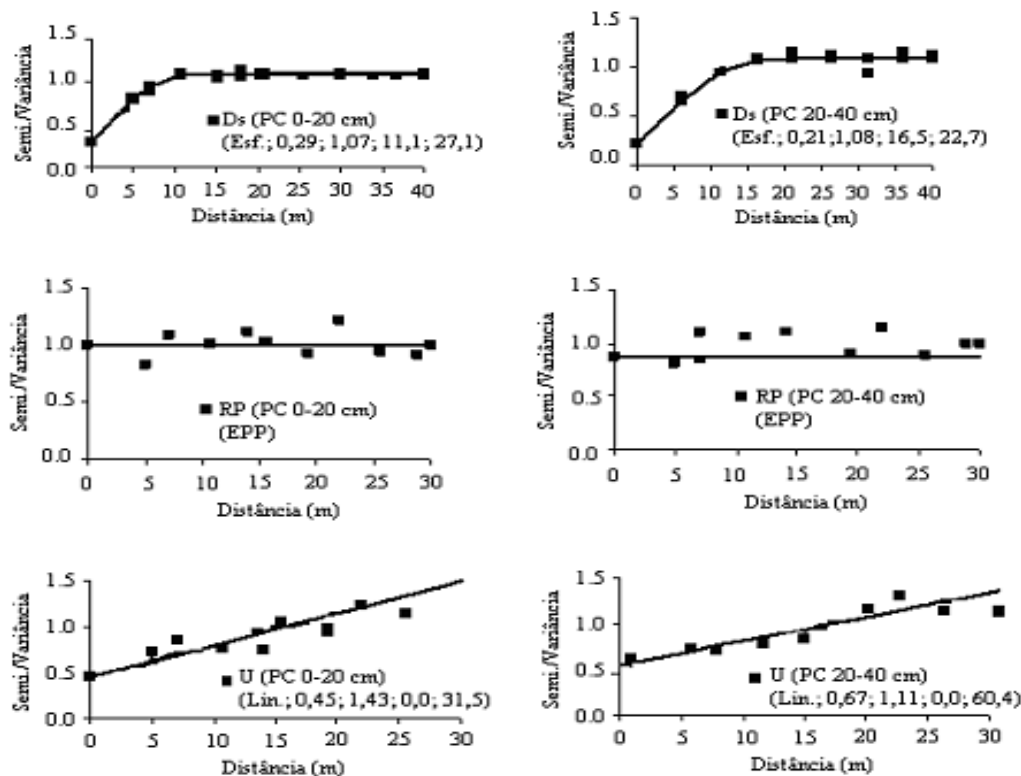 1.5
1.0
0.5
0.0
Semi./Variância
Ds (PC 0-20 cm)
(Esf.; 0,29; 1,07; 11,1; 27,1)
0 5 10 15 20 25 30 35 40
Distância (m)
1.5
1.0
0.5
0.0
Semi./Variância
Ds (PC 20-40 cm)
(Esf.; 0,21;1,08; 16,5; 22,7)
0 5 10 15 20 25 30 35 40
Distância (m)
1.5
1.0
0.5
0.0
Semi./Variância
RP (PC 0-20 cm)
(EPP)
0 5 10 15 20 25 30
Distância (m)
1.5
1.0
0.5
0.0
Semi./Variância
RP (PC 20-40 cm)
(EPP)
0 5 10 15 20 25 30
Distância (m)
1.5
1.0
0.5
0.0
Semi./Variância
U (PC 0-20 cm)
(Lin.; 0,45; 1,43; 0,0; 31,5)
0 5 10 15 20 25 30
Distância (m)
1.5
1.0
0.5
0.0
Semi./Variância
U (PC 20-40 cm)
(Lin.; 0,67; 1,11; 0,0; 60,4)
0 5 10 15 20 25 30
Distância (m)